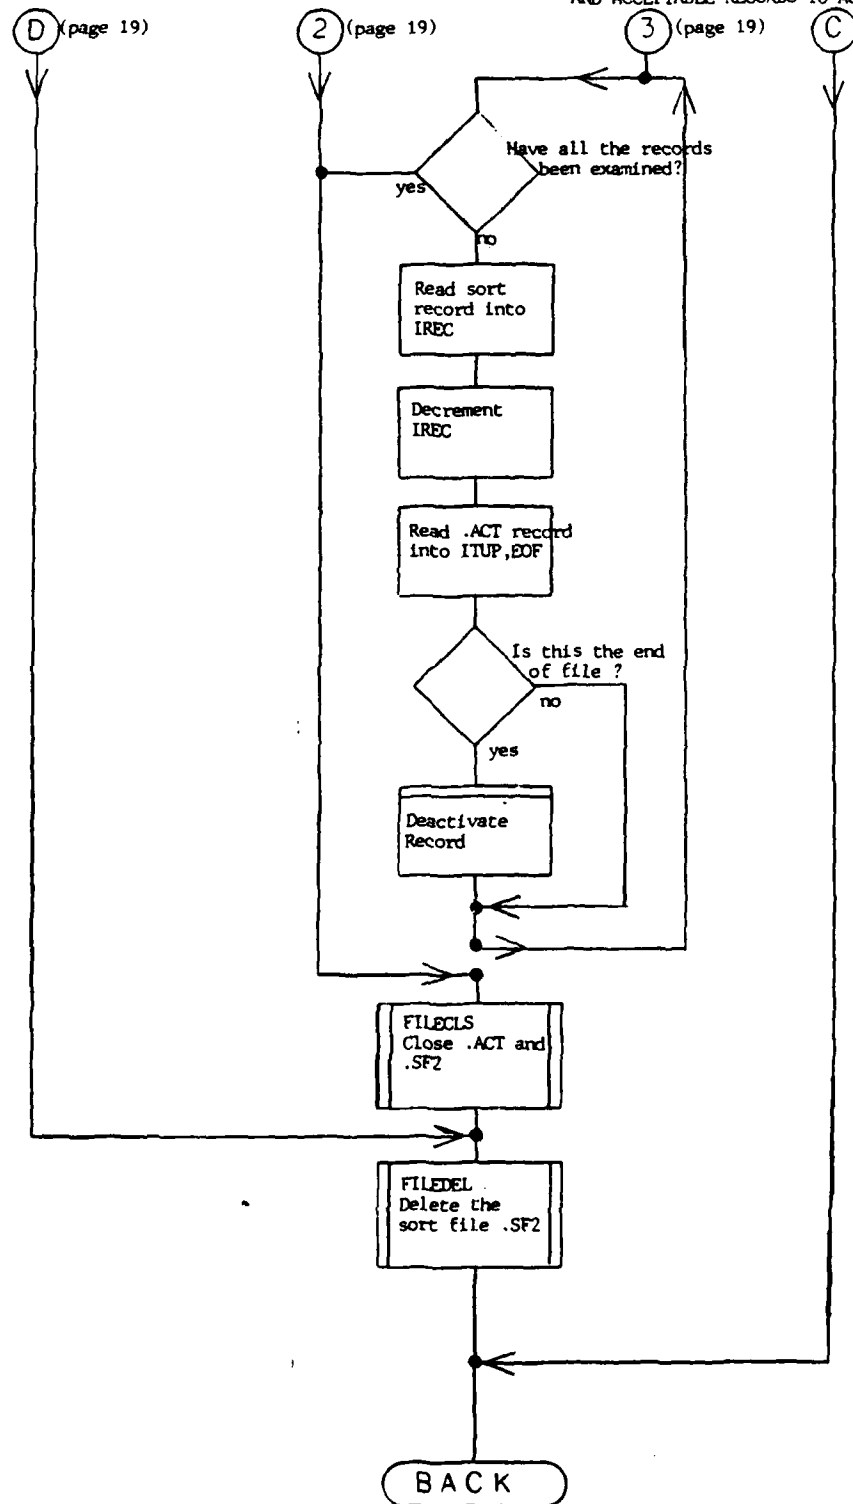 D (page 19)
2 (page 19)
3 (page 19)
C
Have all the records
been examined?
yes
no
Read sort
record into
IREC
Decrement
IREC
Read .ACT record
into ITUP,EOF
Is this the end
of file ?
no
yes
Deactivate
Record
FILECLS
Close .ACT and
.SF2
FILEDEL
Delete the
sort file .SF2
BACK